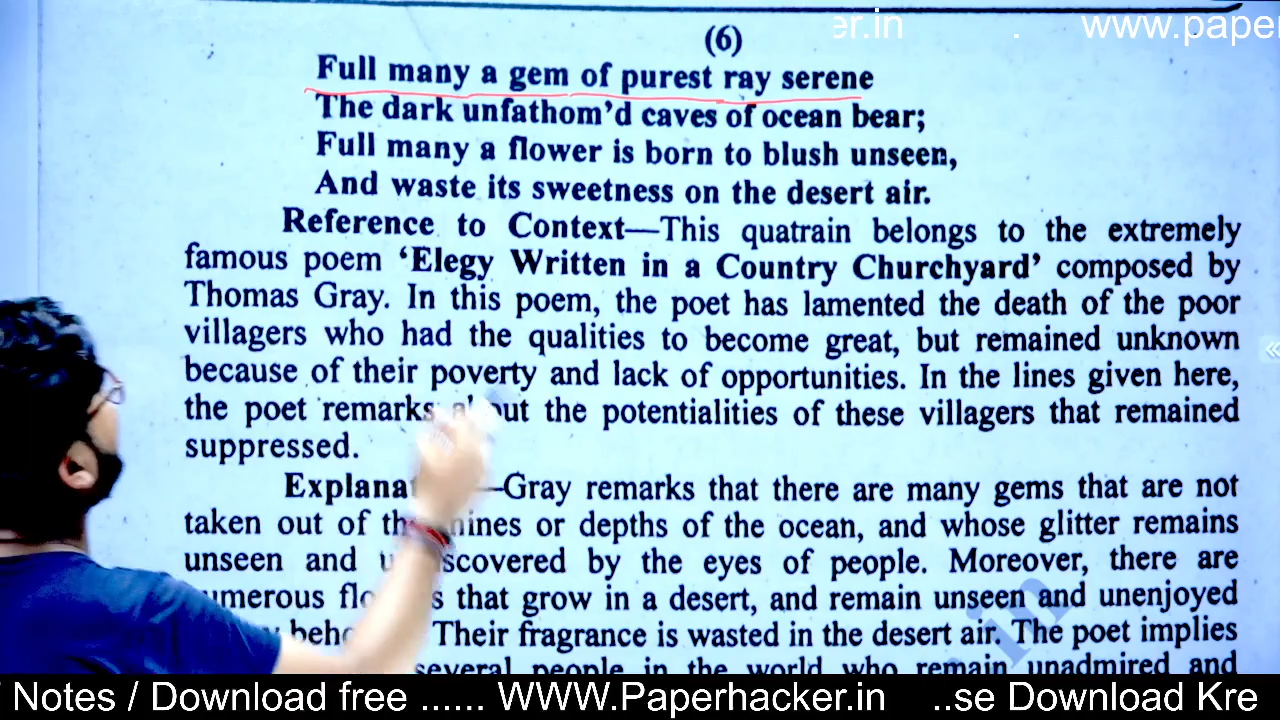 er.in . www.pape
(6)
Full many a gem of purest ray serene
The dark unfathom'd caves of ocean bear;
Full many a flower is born to blush unseen,
And waste its sweetness on the desert air.
Reference to Context—This quatrain belongs to the extremely
famous poem 'Elegy Written in a Country Churchyard' composed by
Thomas Gray. In this poem, the poet has lamented the death of the poor
villagers who had the qualities to become great, but remained unknown
because of their poverty and lack of opportunities. In the lines given here,
the poet remarks about the potentialities of these villagers that remained
suppressed.
—Gray remarks that there are many gems that are not
taken out of mines or depths of the ocean, and whose glitter remains
unseen and by the eyes of people. Moreover, there are
that grow in a desert, and remain unseen and unenjoyed
Their fragrance is wasted in the desert air. The poet implies
several people in the world who remain unadmired and
Notes / Download free ...... WWW.Paperhacker.in ..se Download Kre